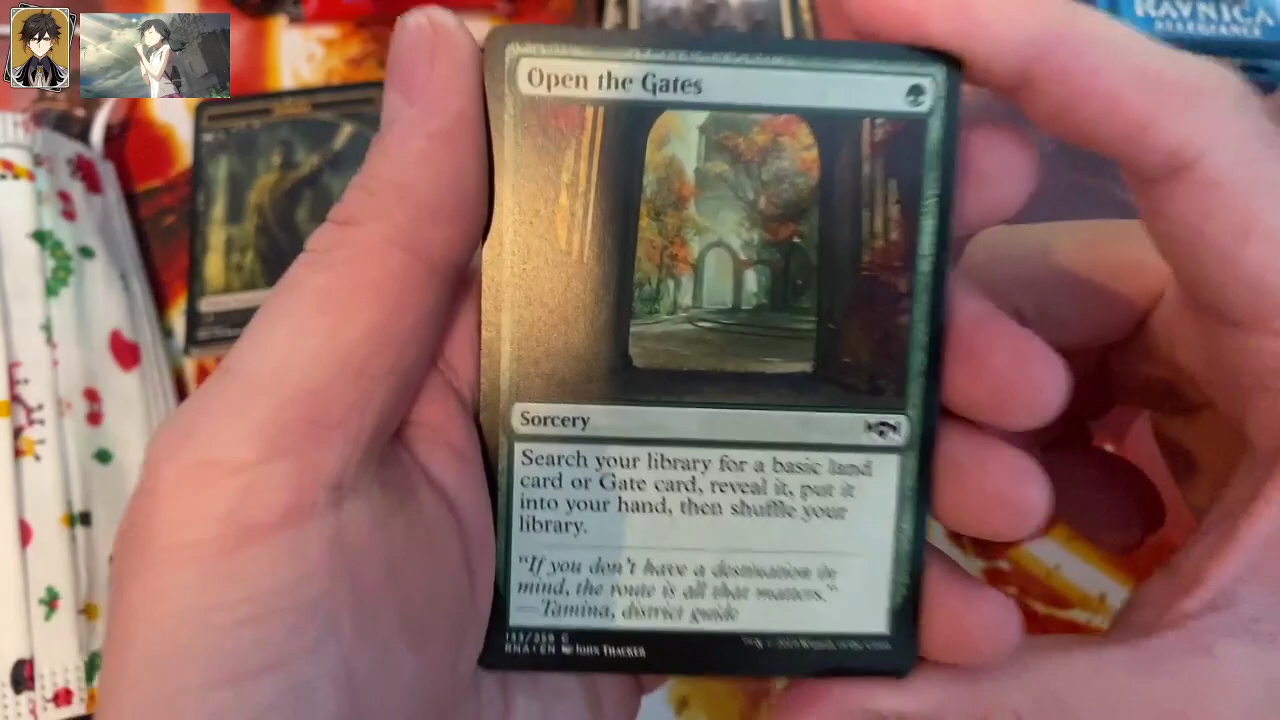 RAVNICA
ALLEGIANCE
Open the Gates
Sorcery
Search your library for a basic land
card or Gate card, reveal it, put it
into your hand, then shuffle your
library.
"If you don't have a destination in
mind, the route is all that matters."
—Tamina, district guide
RNA • EN John Thacker